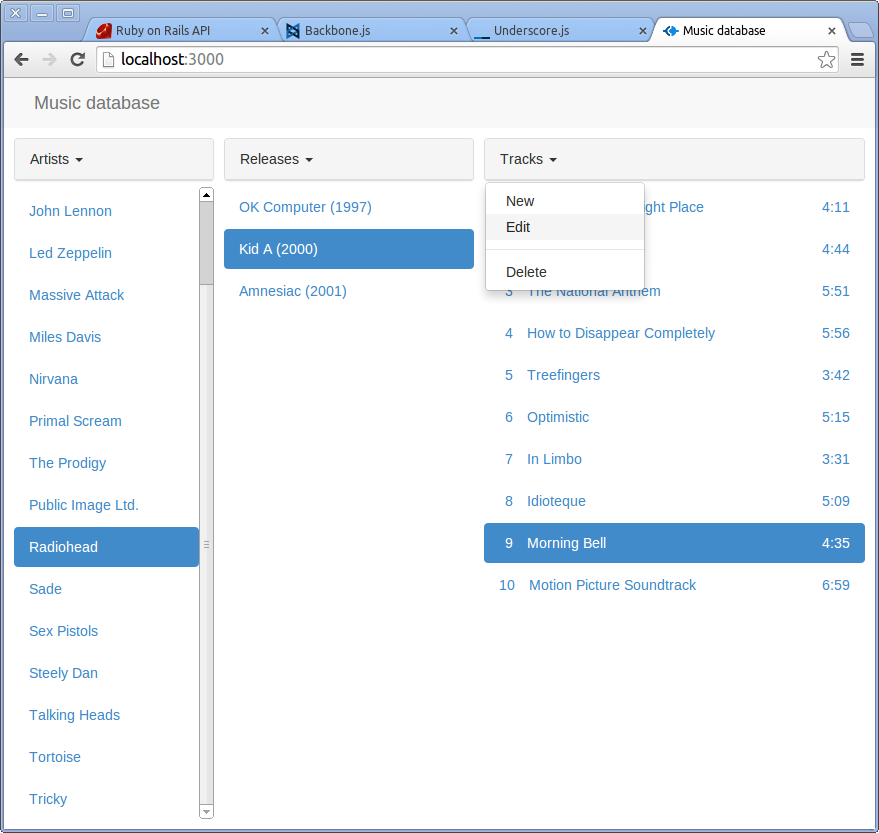 Ruby on Rails API Backbone.js Underscore.js Music database
localhost:3000
Music database
Artists Releases Tracks
John Lennon
Led Zeppelin
Massive Attack
Miles Davis
Nirvana
Primal Scream
The Prodigy
Public Image Ltd.
Radiohead
Sade
Sex Pistols
Steely Dan
Talking Heads
Tortoise
Tricky
OK Computer (1997)
Kid A (2000)
Amnesiac (2001)
New
Edit
Delete
Place 4:11
4:44
3 The National Anthem 5:51
4 How to Disappear Completely 5:56
5 Treefingers 3:42
6 Optimistic 5:15
7 In Limbo 3:31
8 Idioteque 5:09
9 Morning Bell 4:35
10 Motion Picture Soundtrack 6:59